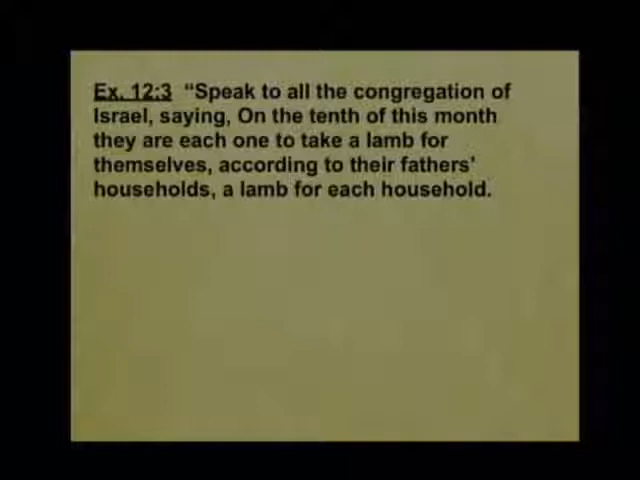 Ex. 12:3 “Speak to all the congregation of
Israel, saying, On the tenth of this month
they are each one to take a lamb for
themselves, according to their fathers’
households, a lamb for each household.